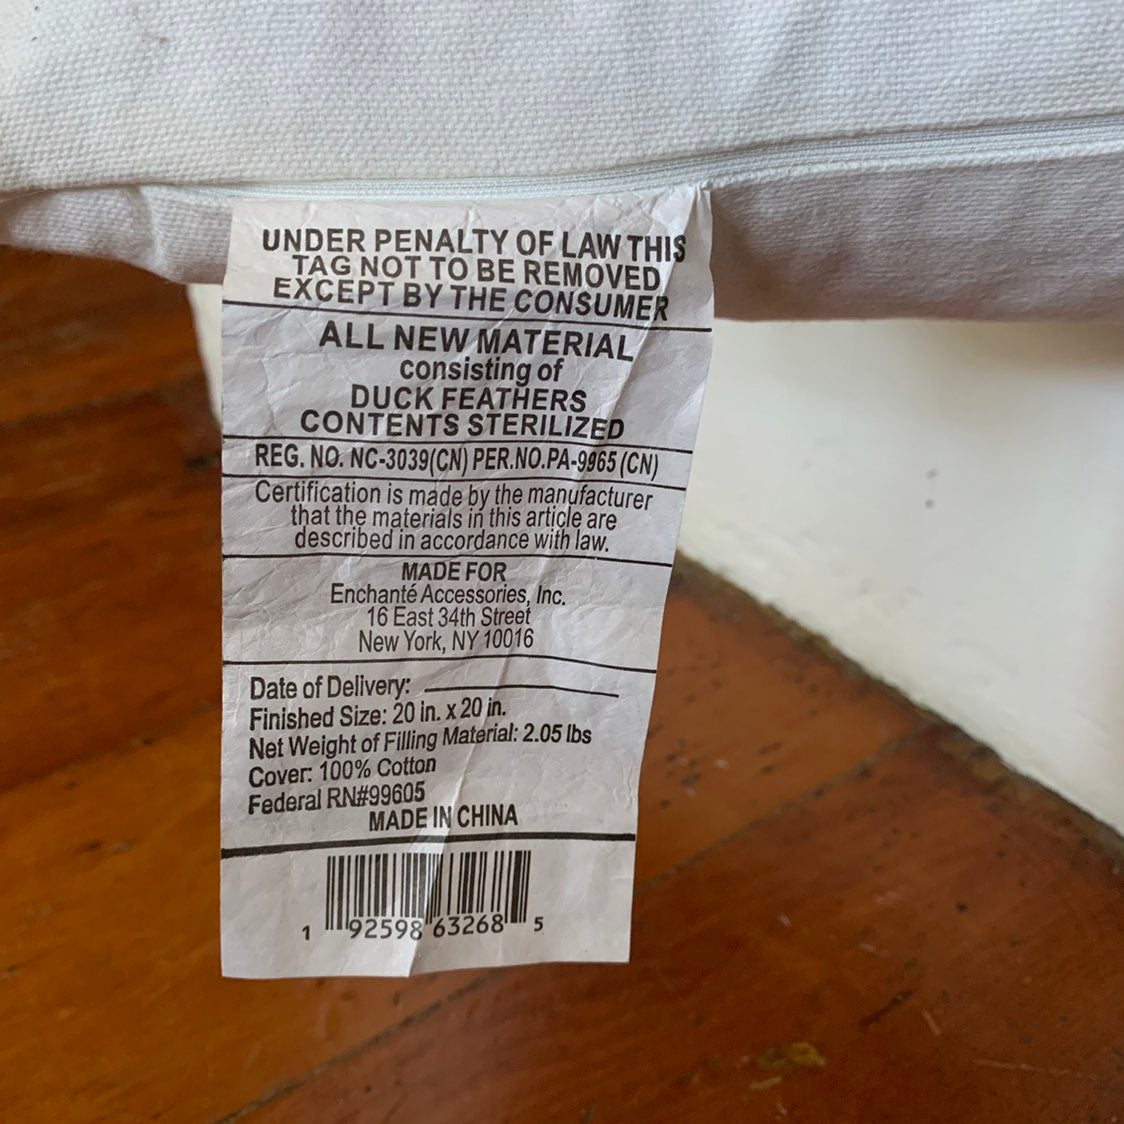 UNDER PENALTY OF LAW THIS
TAG NOT TO BE REMOVED
EXCEPT BY THE CONSUMER
ALL NEW MATERIAL
consisting of
DUCK FEATHERS
CONTENTS STERILIZED
REG. NO. NC-3039(CN) PER.NO.PA-9965 (CN)
Certification is made by the manufacturer
that the materials in this article are
described in accordance with law.
MADE FOR
Enchanté Accessories, Inc.
16 East 34th Street
New York, NY 10016
Date of Delivery:
Finished Size: 20 in. x 20 in.
Net Weight of Filling Material: 2.05 lbs
Cover: 100% Cotton
Federal RN#99605
MADE IN CHINA
1 92598 63268 5